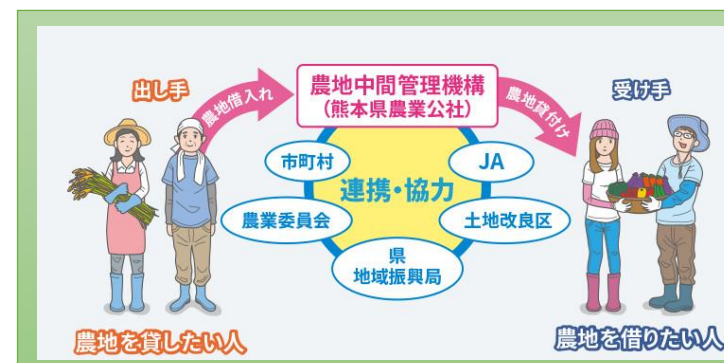 出し手
農地借入れ
農地中間管理機構
（熊本県農業公社）
農地貸付け
受け手
市町村
JA
連携・協力
農業委員会
土地改良区
県
地域振興局
農地を貸したい人
農地を借りたい人